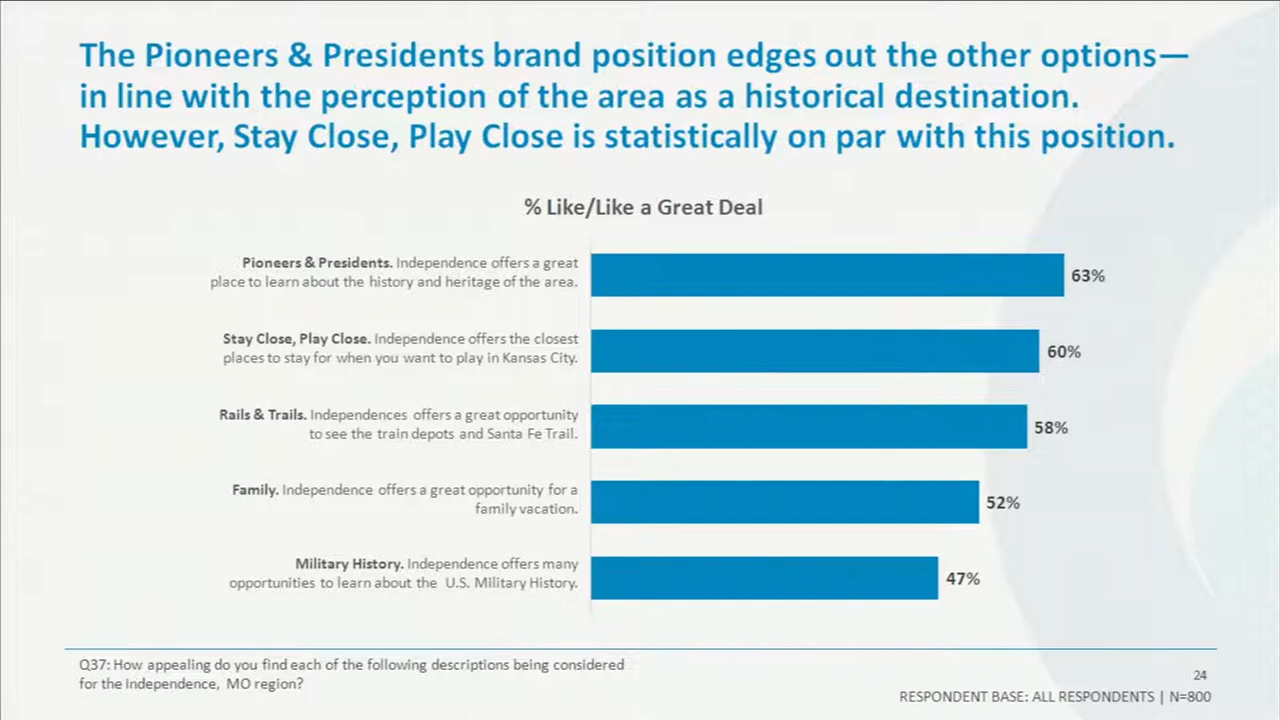 The Pioneers & Presidents brand position edges out the other options—
in line with the perception of the area as a historical destination.
However, Stay Close, Play Close is statistically on par with this position.
% Like/Like a Great Deal
Pioneers & Presidents. Independence offers a great
place to learn about the history and heritage of the area.
63%
Stay Close, Play Close. Independence offers the closest
places to stay for when you want to play in Kansas City.
60%
Rails & Trails. Independences offers a great opportunity
to see the train depots and Santa Fe Trail.
58%
Family. Independence offers a great opportunity for a
family vacation.
52%
Military History. Independence offers many
opportunities to learn about the U.S. Military History.
47%
Q37: How appealing do you find each of the following descriptions being considered
for the Independence, MO region?
24
RESPONDENT BASE: ALL RESPONDENTS | N=800